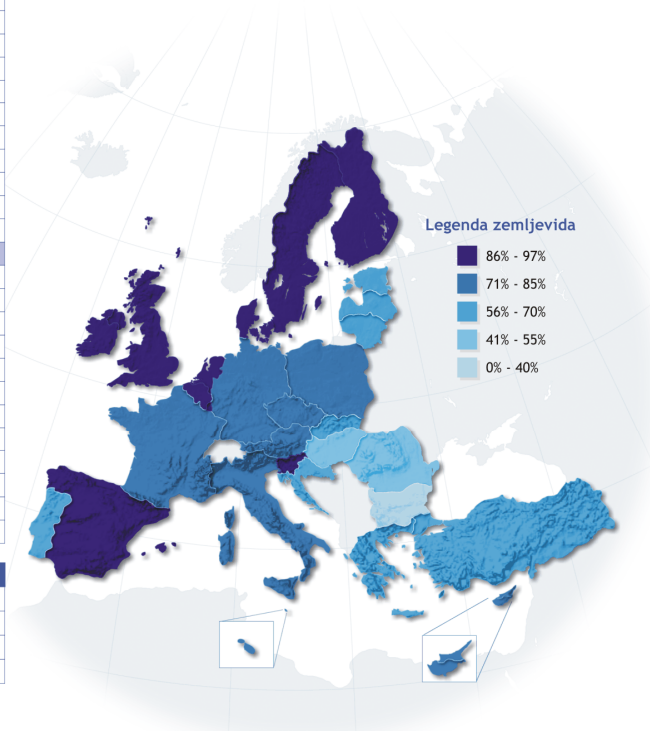 Legenda zemljevida
86% - 97%
71% - 85%
56% - 70%
41% - 55%
0% - 40%